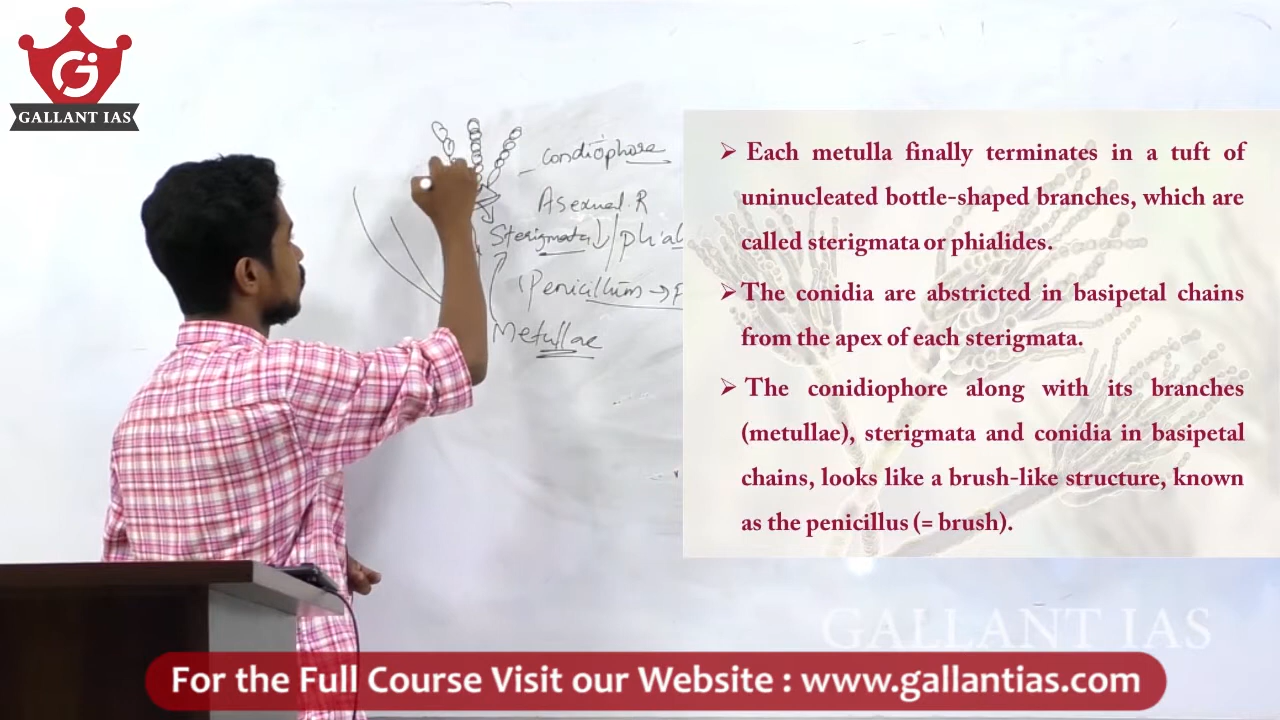 GALLANT IAS
Conidiophore
Asexual R
Sterigmata / phial
(Penicillium → P
Metullae
➢ Each metulla finally terminates in a tuft of
uninucleated bottle-shaped branches, which are
called sterigmata or phialides.
➢ The conidia are abstricted in basipetal chains
from the apex of each sterigmata.
➢ The conidiophore along with its branches
(metullae), sterigmata and conidia in basipetal
chains, looks like a brush-like structure, known
as the penicillus (= brush).
GALLANT IAS
For the Full Course Visit our Website : www.gallantias.com